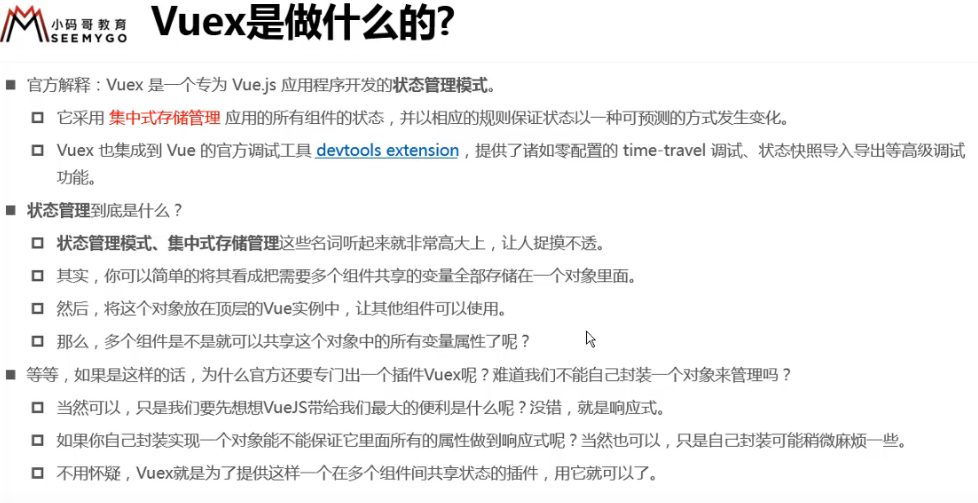 小码哥教育
SEEMYGO
Vuex是做什么的?
官方解释：Vuex 是一个专为 Vue.js 应用程序开发的状态管理模式。
它采用 集中式存储管理 应用的所有组件的状态，并以相应的规则保证状态以一种可预测的方式发生变化。
Vuex 也集成到 Vue 的官方调试工具 devtools extension，提供了诸如零配置的 time-travel 调试、状态快照导入导出等高级调试
功能。
状态管理到底是什么？
状态管理模式、集中式存储管理这些名词听起来就非常高大上，让人捉摸不透。
其实，你可以简单的将其看成把需要多个组件共享的变量全部存储在一个对象里面。
然后，将这个对象放在顶层的Vue实例中，让其他组件可以使用。
那么，多个组件是不是就可以共享这个对象中的所有变量属性了呢？
等等，如果是这样的话，为什么官方还要专门出一个插件Vuex呢？难道我们不能自己封装一个对象来管理吗？
当然可以，只是我们要先想想VueJS带给我们最大的便利是什么呢？没错，就是响应式。
如果你自己封装实现一个对象能不能保证它里面所有的属性做到响应式呢？当然也可以，只是自己封装可能稍微麻烦一些。
不用怀疑，Vuex就是为了提供这样一个在多个组件间共享状态的插件，用它就可以了。